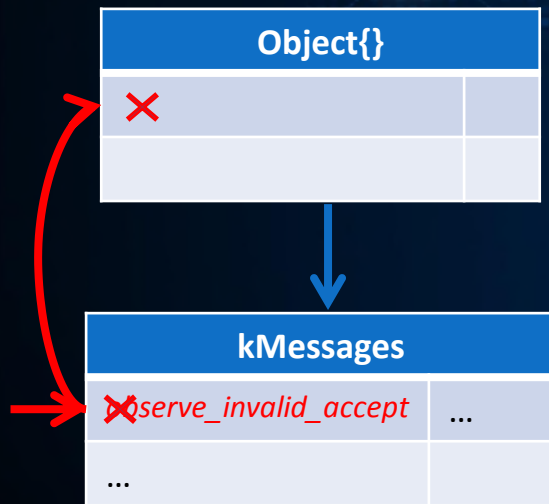 Object{}
kMessages
observe_invalid_accept ...
...